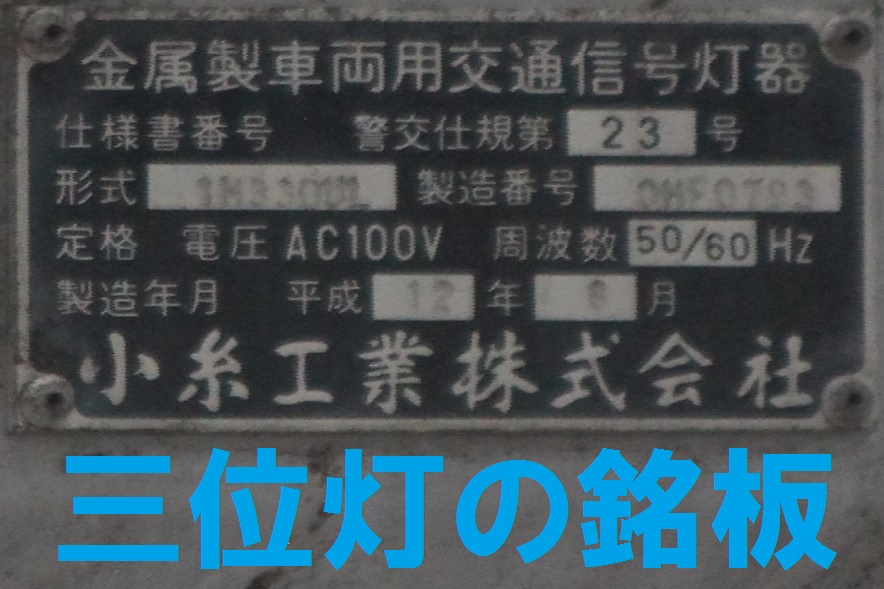 金属製車両用交通信号灯器
仕様書番号 警交仕規第 23 号
形式 1H33OUL 製造番号
定格 電圧 AC100V 周波数 50/60 Hz
製造年月 平成 12 年 6 月
小糸工業株式会社
三位灯の銘板